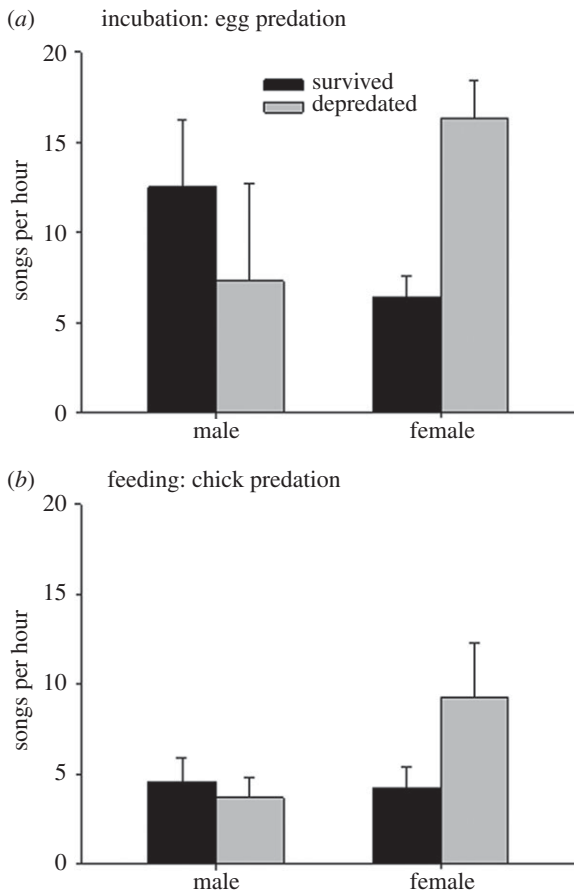 (a) incubation: egg predation
20
survived
depredated
15
songs per hour
10
5
0
male female
(b) feeding: chick predation
20
15
songs per hour
10
5
0
male female